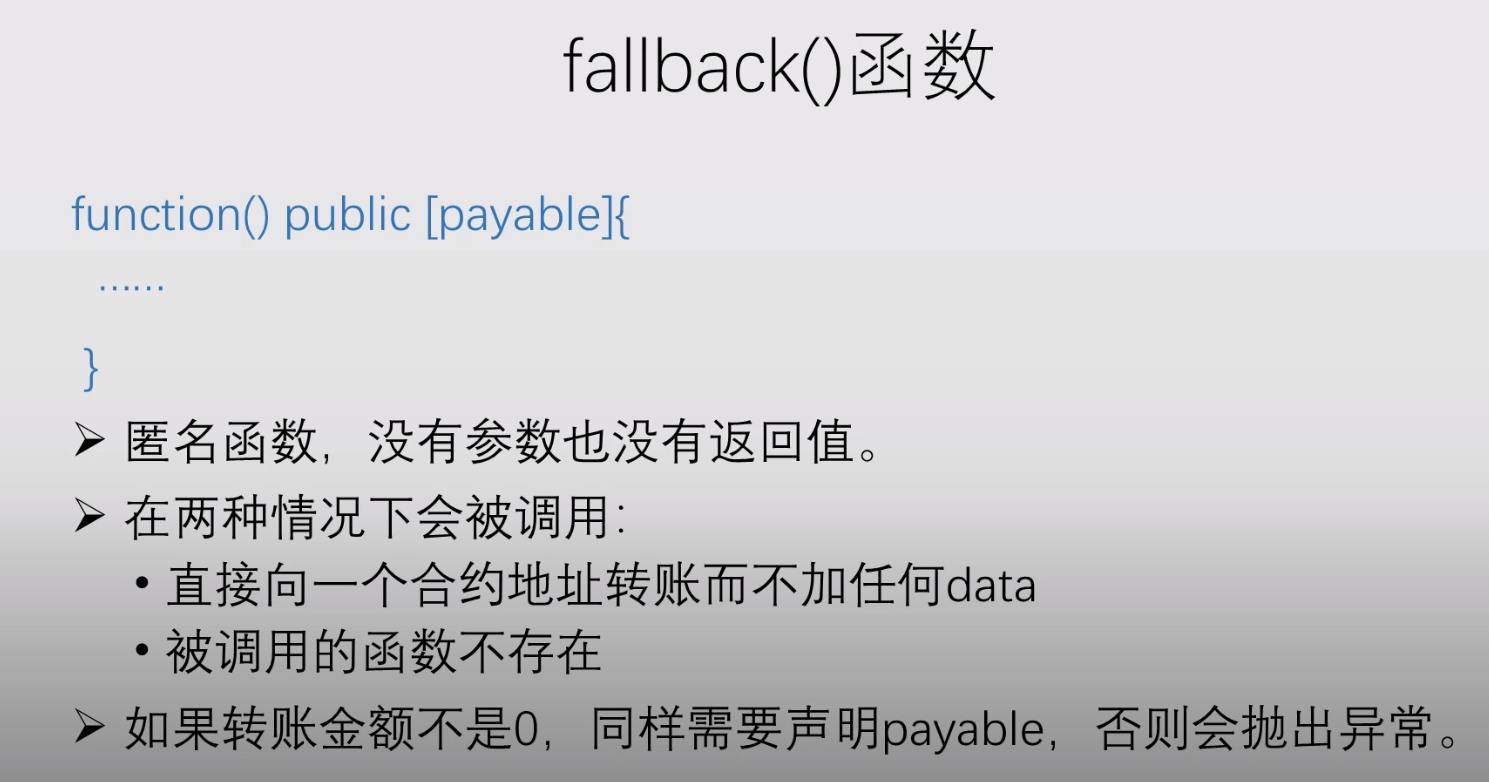 fallback()函数
function() public [payable]{
……
}
➢ 匿名函数，没有参数也没有返回值。
➢ 在两种情况下会被调用：
• 直接向一个合约地址转账而不加任何data
• 被调用的函数不存在
➢ 如果转账金额不是0，同样需要声明payable，否则会抛出异常。